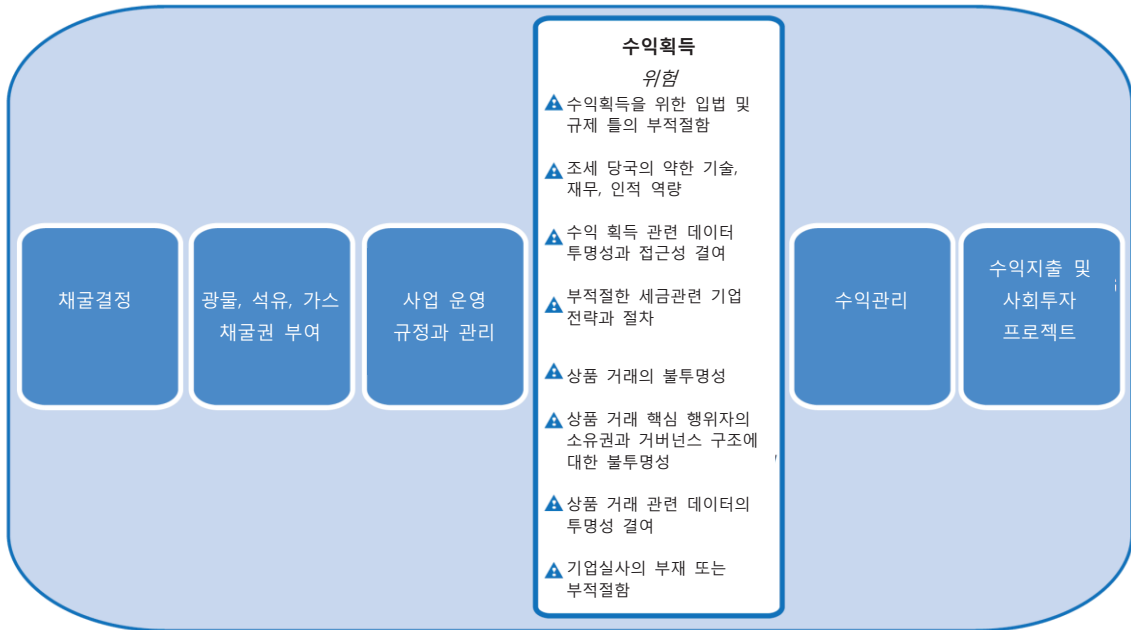 채굴결정
광물, 석유, 가스
채굴권 부여
사업 운영
규정과 관리
수익획득
위험
수익획득을 위한 입법 및
규제 틀의 부적절함
조세 당국의 약한 기술,
재무, 인적 역량
수익 획득 관련 데이터
투명성과 접근성 결여
부적절한 세금관련 기업
전략과 절차
상품 거래의 불투명성
상품 거래 핵심 행위자의
소유권과 거버넌스 구조에
대한 불투명성
상품 거래 관련 데이터의
투명성 결여
기업실사의 부재 또는
부적절함
수익관리
수익지출 및
사회투자
프로젝트